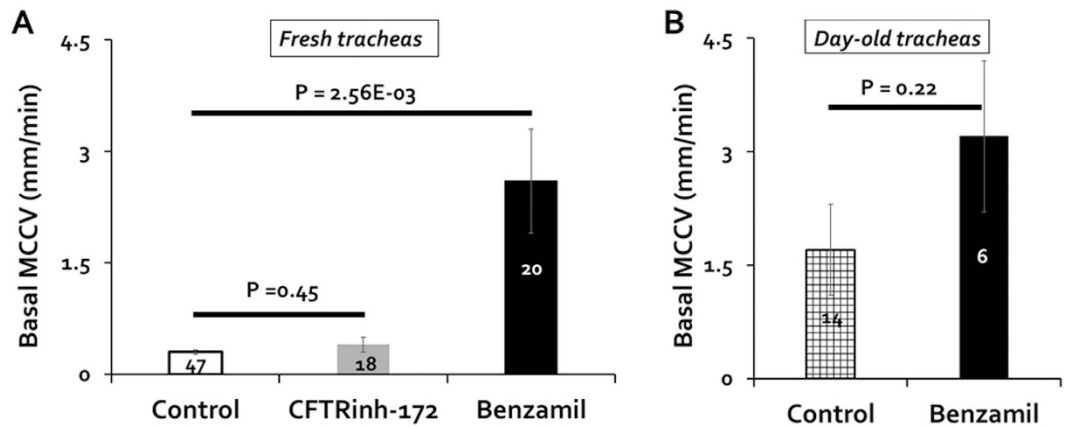 A
Fresh tracheas
Basal MCCV (mm/min)
4.5
3
1.5
0
P = 2.56E-03
P =0.45
47
18
20
Control
CFTRinh-172
Benzamil
B
Day-old tracheas
Basal MCCV (mm/min)
4.5
3
1.5
0
P = 0.22
14
6
Control
Benzamil